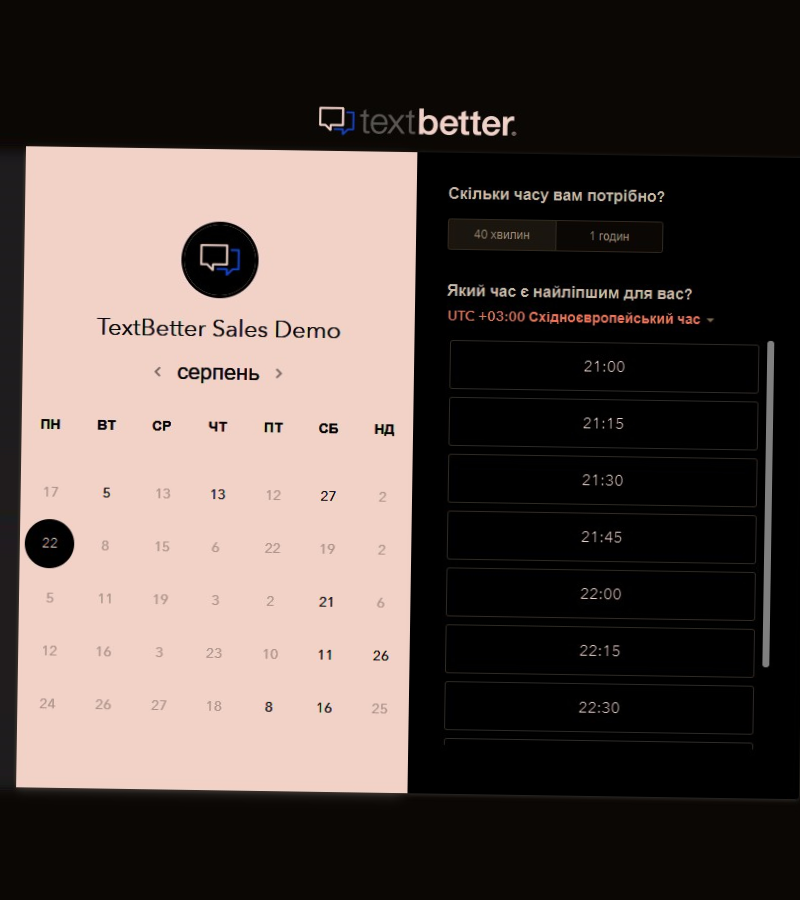 textbetter.
TextBetter Sales Demo
серпень
ПН ВТ СР ЧТ ПТ СБ НД
17 5 13 13 12 27 2
22 8 15 6 22 19 2
5 11 19 3 2 21 6
12 16 3 23 10 11 26
24 26 27 18 8 16 25
Скільки часу вам потрібно?
40 хвилин 1 годин
Який час є найліпшим для вас?
UTC +03:00 Східноєвропейський час
21:00
21:15
21:30
21:45
22:00
22:15
22:30